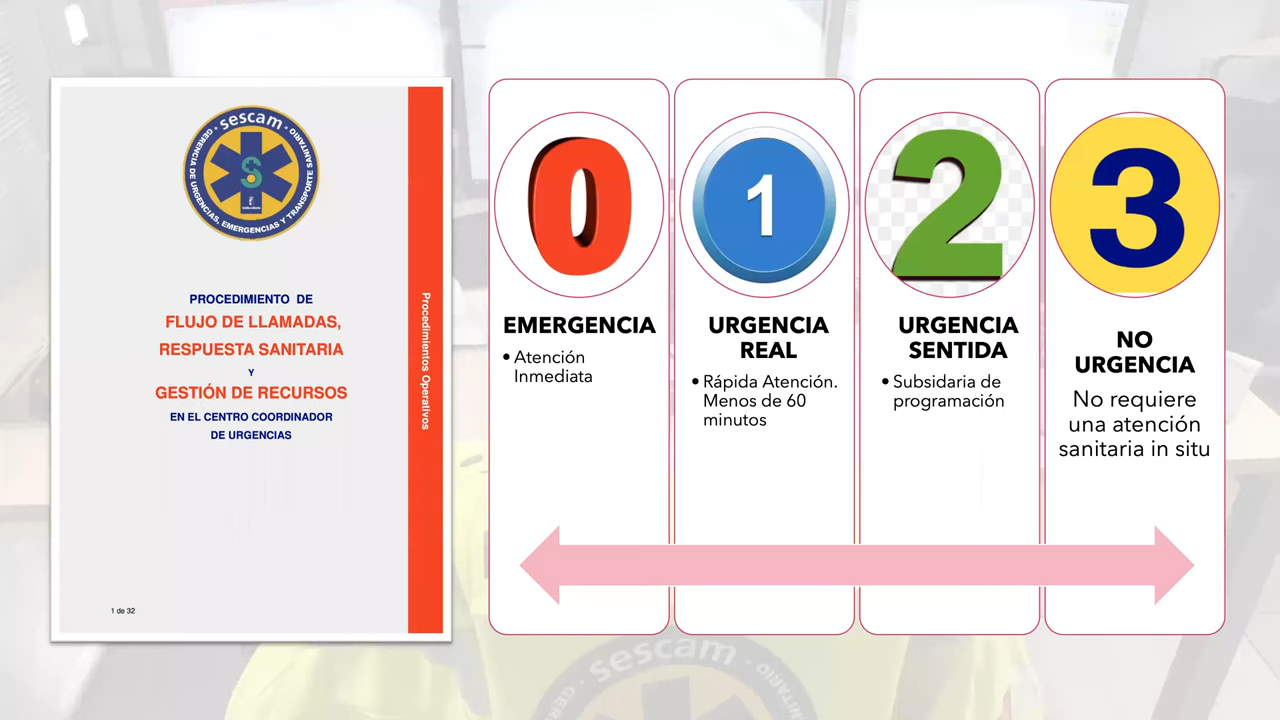 sescam
GERENCIA DE URGENCIAS, EMERGENCIAS Y TRANSPORTE SANITARIO
PROCEDIMIENTO DE
FLUJO DE LLAMADAS,
RESPUESTA SANITARIA
Y
GESTIÓN DE RECURSOS
EN EL CENTRO COORDINADOR
DE URGENCIAS
1 de 32
Procedimientos Operativos
0
EMERGENCIA
• Atención
Inmediata
1
URGENCIA
REAL
• Rápida Atención.
Menos de 60
minutos
2
URGENCIA
SENTIDA
• Subsidaria de
programación
3
NO
URGENCIA
No requiere
una atención
sanitaria in situ
sescam